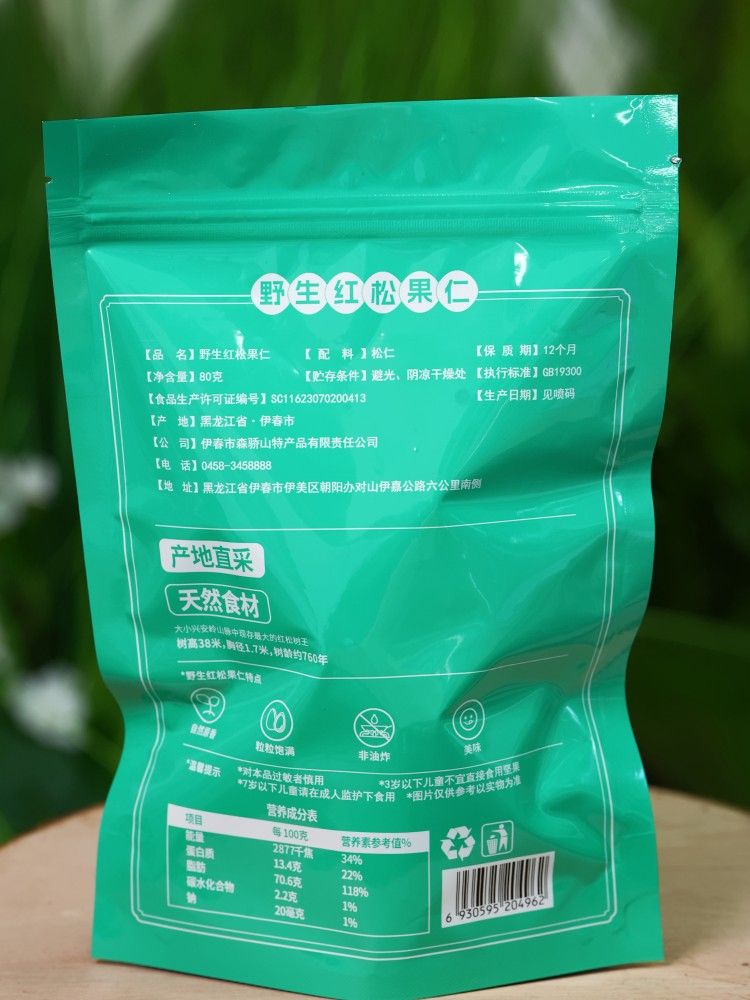 野生红松果仁
【品 名】野生红松果仁 【配 料】松仁 【保 质 期】12个月
【净含量】80克 【贮存条件】避光、阴凉干燥处 【执行标准】GB19300
【食品生产许可证编号】SC11623070200413 【生产日期】见喷码
【产 地】黑龙江省·伊春市
【公 司】伊春市森骄山特产品有限责任公司
【电 话】0458-3458888
【地 址】黑龙江省伊春市伊美区朝阳办对山伊嘉公路六公里南侧
产地直采
天然食材
大小兴安岭山脉中现存最大的红松树王
树高38米，胸径1.7米，树龄约760年
*野生红松果仁特点
自然原香 粒粒饱满 非油炸 美味
*温馨提示 *对本品过敏者慎用 *3岁以下儿童不宜直接食用坚果
*7岁以下儿童请在成人监护下食用 *图片仅供参考以实物为准
营养成分表
项目 每100克 营养素参考值%
能量 2877千焦 34%
蛋白质 13.4克 22%
脂肪 70.6克 118%
碳水化合物 2.2克 1%
钠 20毫克 1%
6 930595 204962